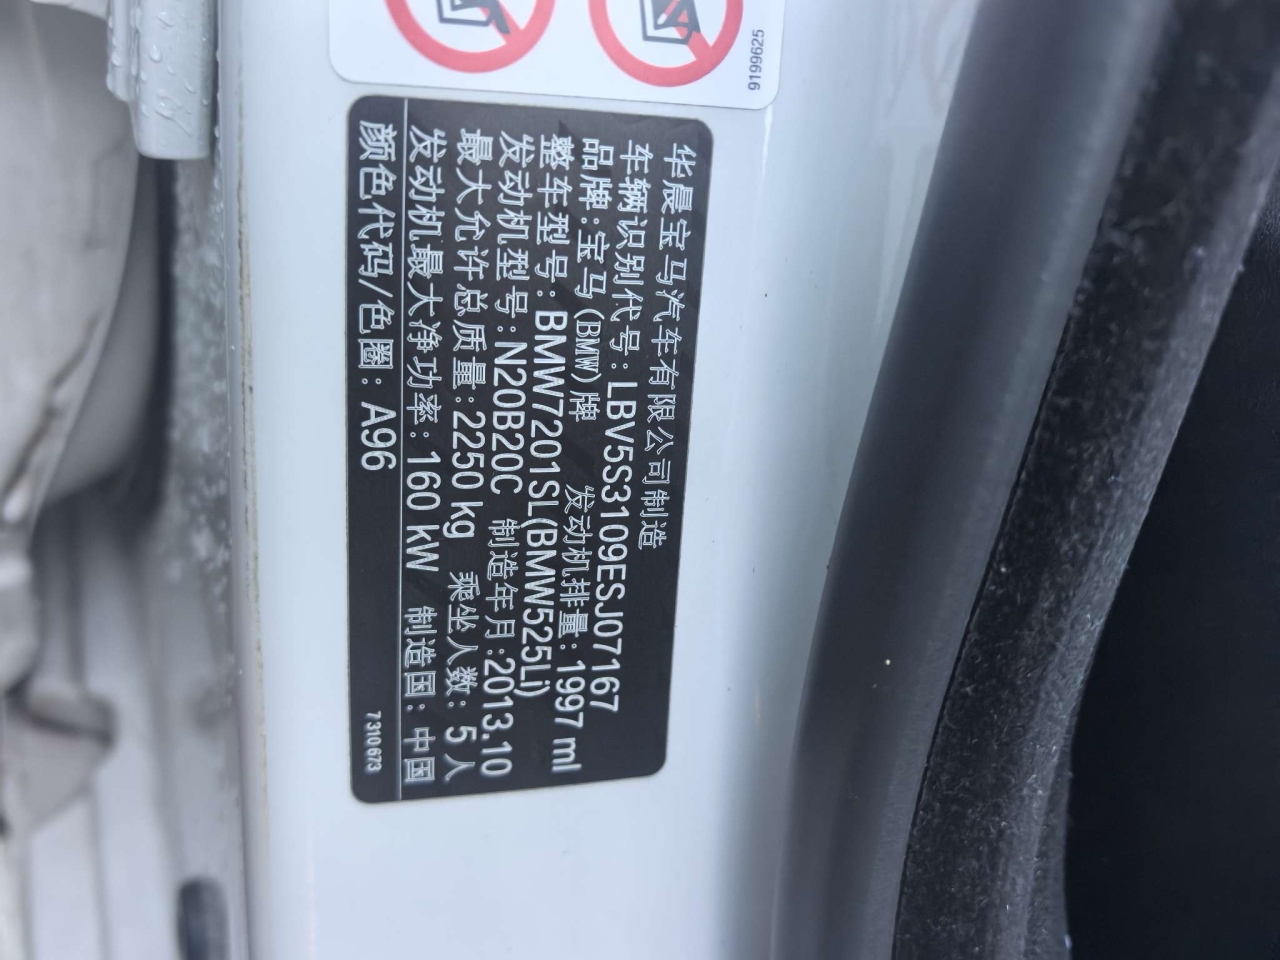 9199625
华晨宝马汽车有限公司制造
车辆识别代号: LBV5S3109ESJ07167
品牌:宝马(BMW)牌 发动机排量:1997 ml
整车型号: BMW7201SL(BMW525Li)
发动机型号: N20B20C 制造年月:2013.10
最大允许总质量:2250 kg 乘坐人数: 5 人
发动机最大净功率: 160 kW 制造国: 中国
颜色代码/色圈: A96 7310673